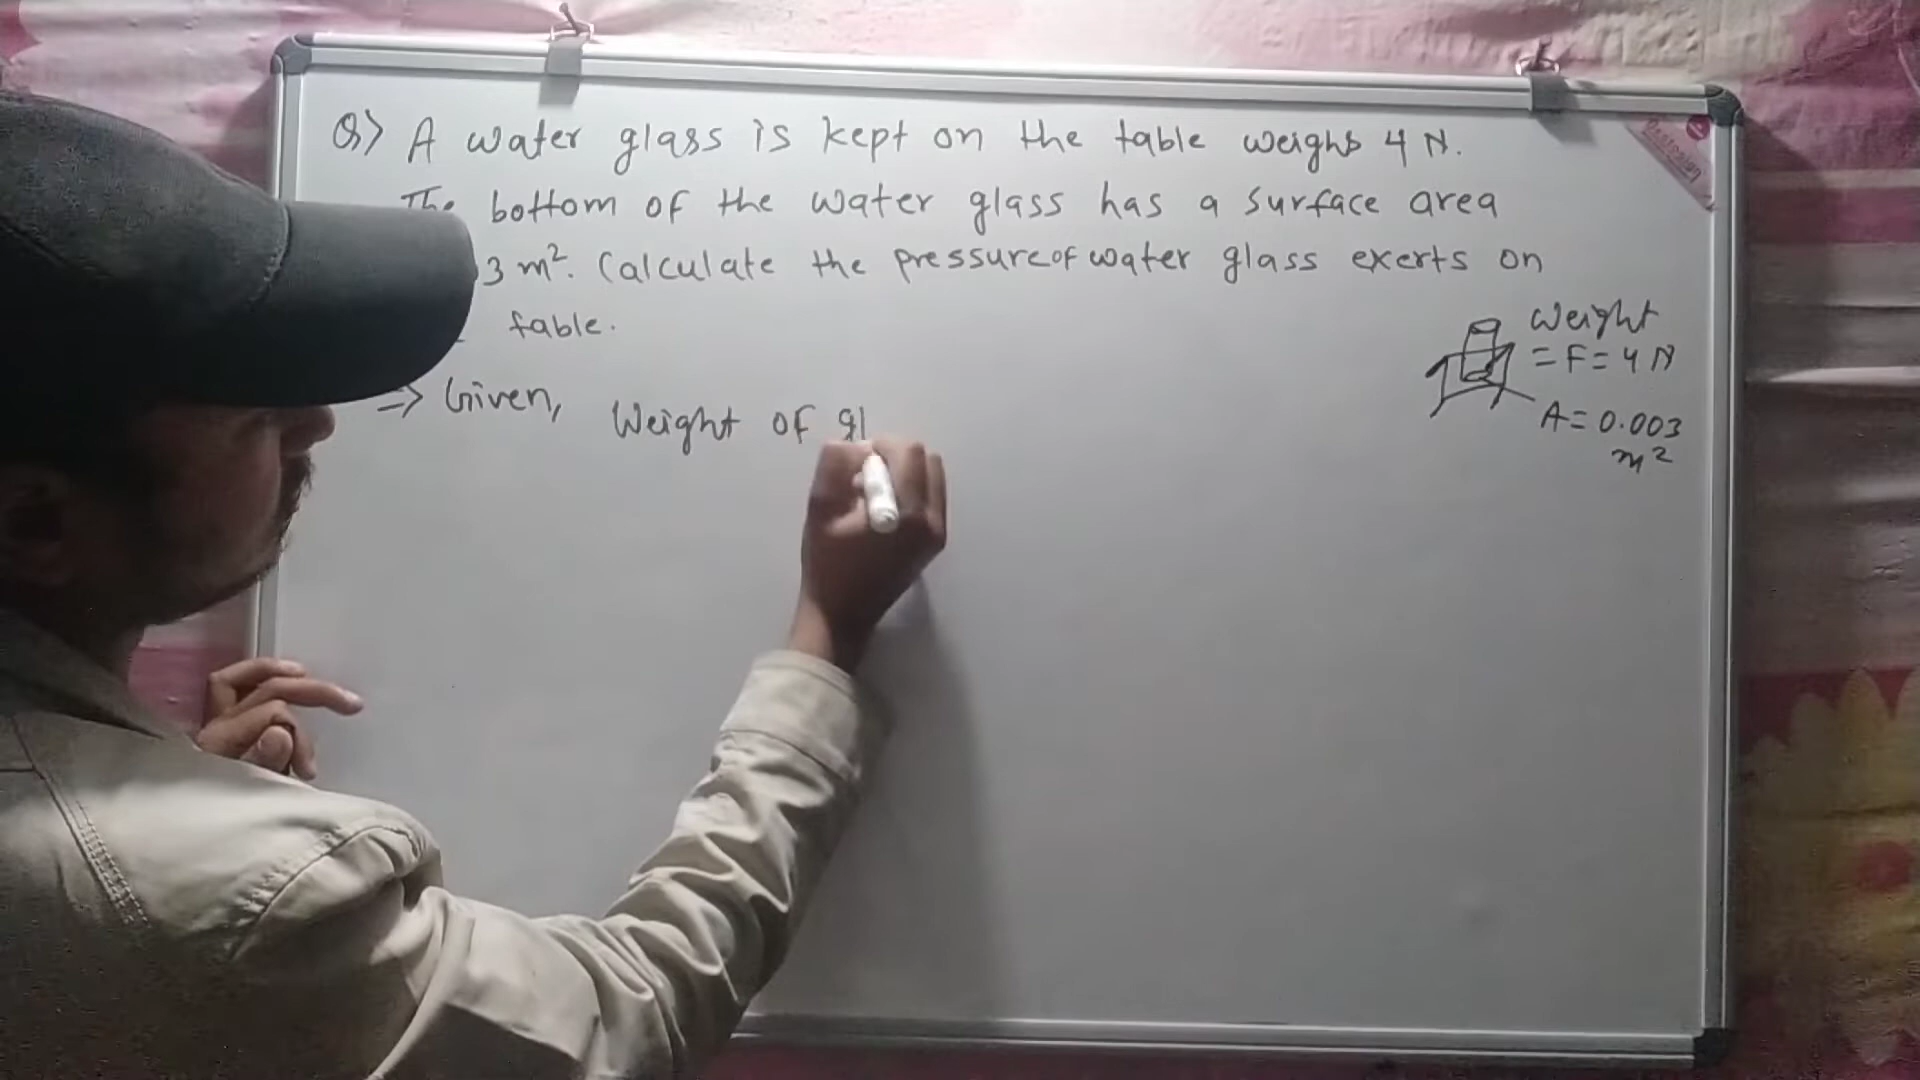 Q) A water glass is kept on the table weighs 4 N.
The bottom of the water glass has a surface area
3 m². Calculate the pressure of water glass exerts on
table.
Weight
= F = 4 N
A = 0.003
m²
=> Given, Weight of gl